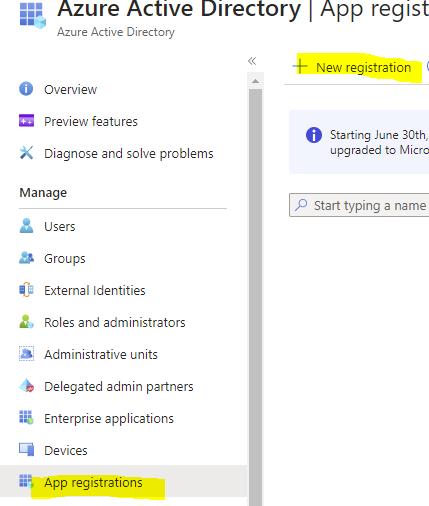 Azure Active Directory | App regist
Azure Active Directory
«
Overview
Preview features
Diagnose and solve problems
Manage
Users
Groups
External Identities
Roles and administrators
Administrative units
Delegated admin partners
Enterprise applications
Devices
App registrations
+ New registration
Starting June 30th,
upgraded to Micro
Start typing a name